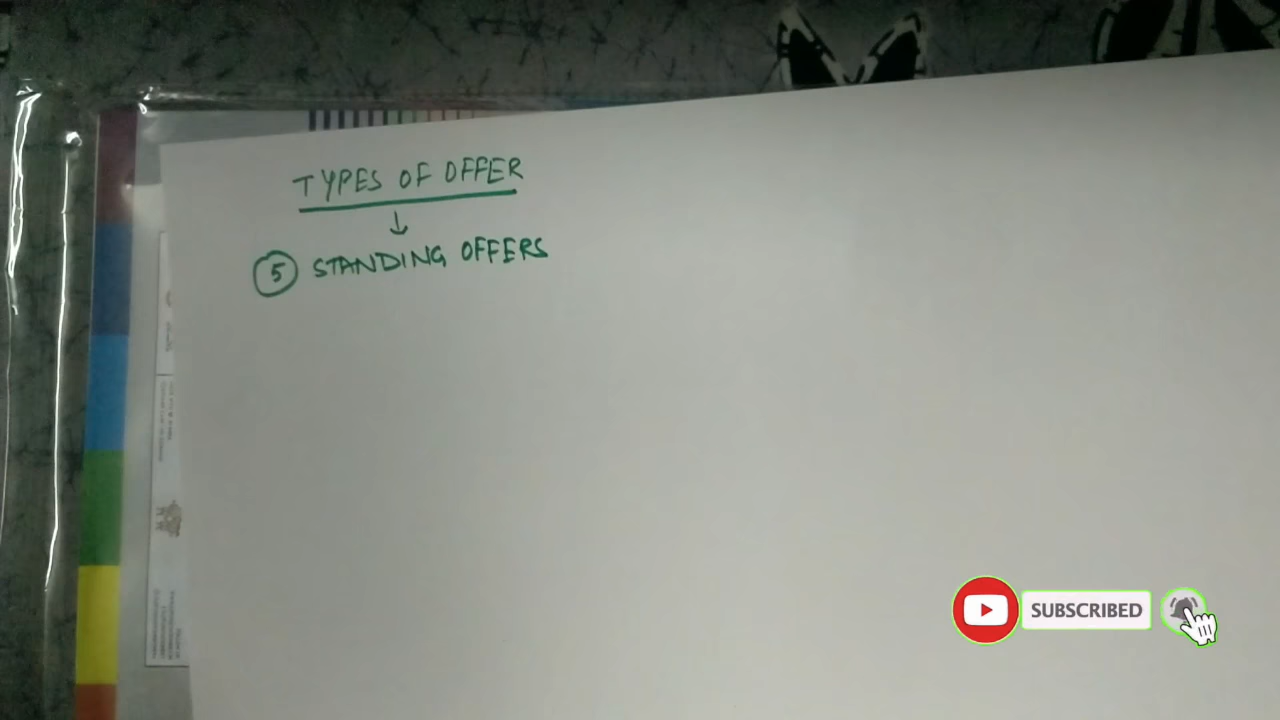 TYPES OF OFFER
↓
⑤ STANDING OFFERS
SUBSCRIBED